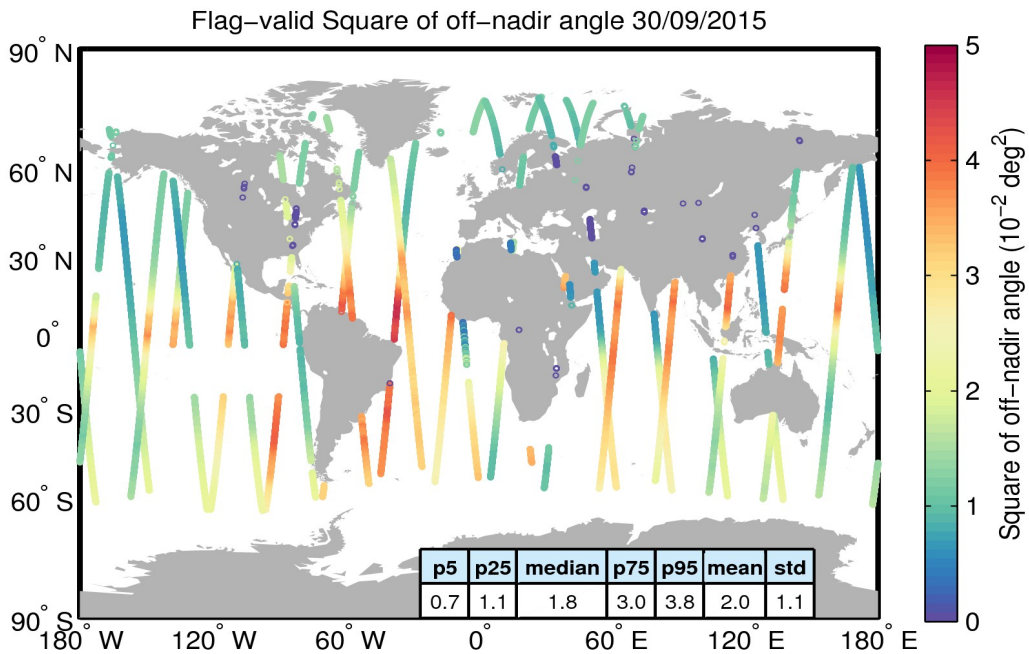 Flag−valid Square of off−nadir angle 30/09/2015
90° N
60° N
30° N
0°
30° S
60° S
90° S
180° W
120° W
60° W
0°
60° E
120° E
180° E
p5 p25 median p75 p95 mean std
0.7 1.1 1.8 3.0 3.8 2.0 1.1
5
4
3
2
1
0
Square of off−nadir angle (10⁻² deg²)